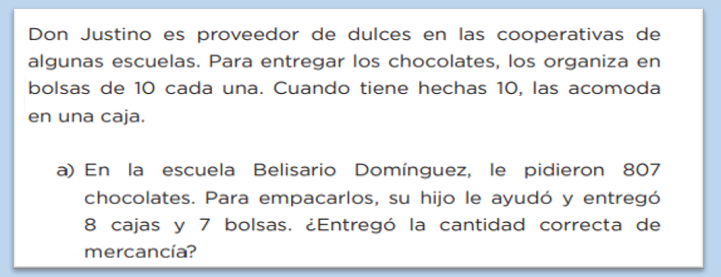 Don Justino es proveedor de dulces en las cooperativas de
algunas escuelas. Para entregar los chocolates, los organiza en
bolsas de 10 cada una. Cuando tiene hechas 10, las acomoda
en una caja.
a) En la escuela Belisario Domínguez, le pidieron 807
chocolates. Para empacarlos, su hijo le ayudó y entregó
8 cajas y 7 bolsas. ¿Entregó la cantidad correcta de
mercancía?